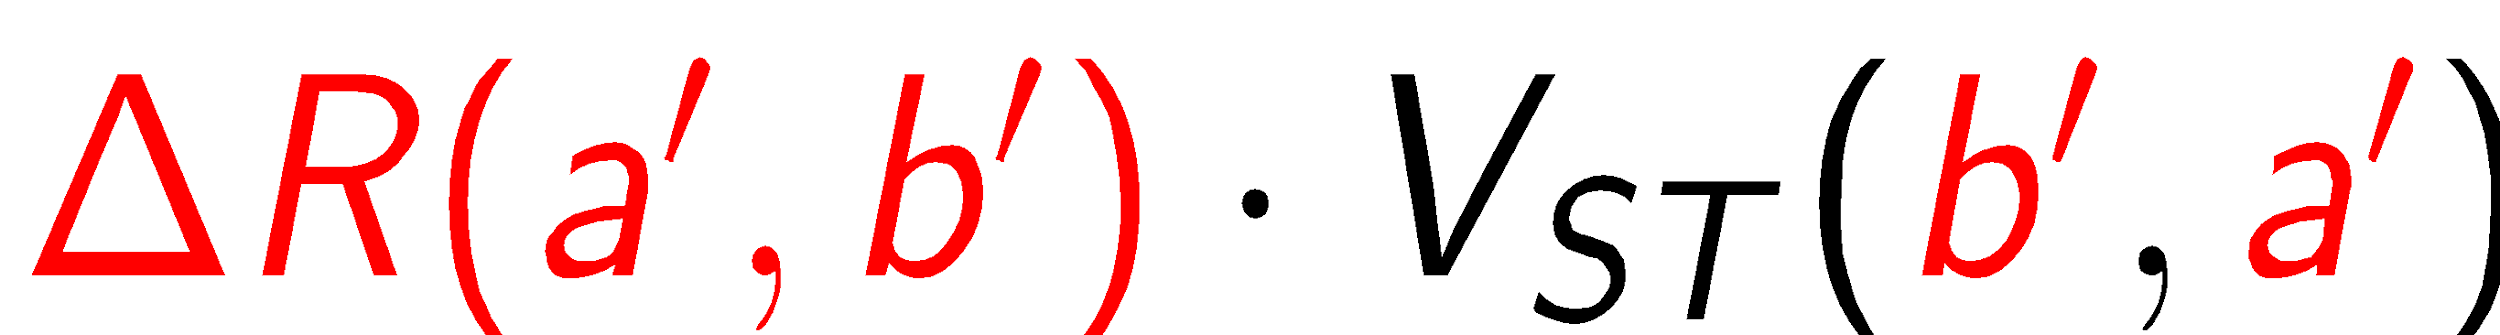 ΔR(a′, b′) · V_{ST}(b′, a′)